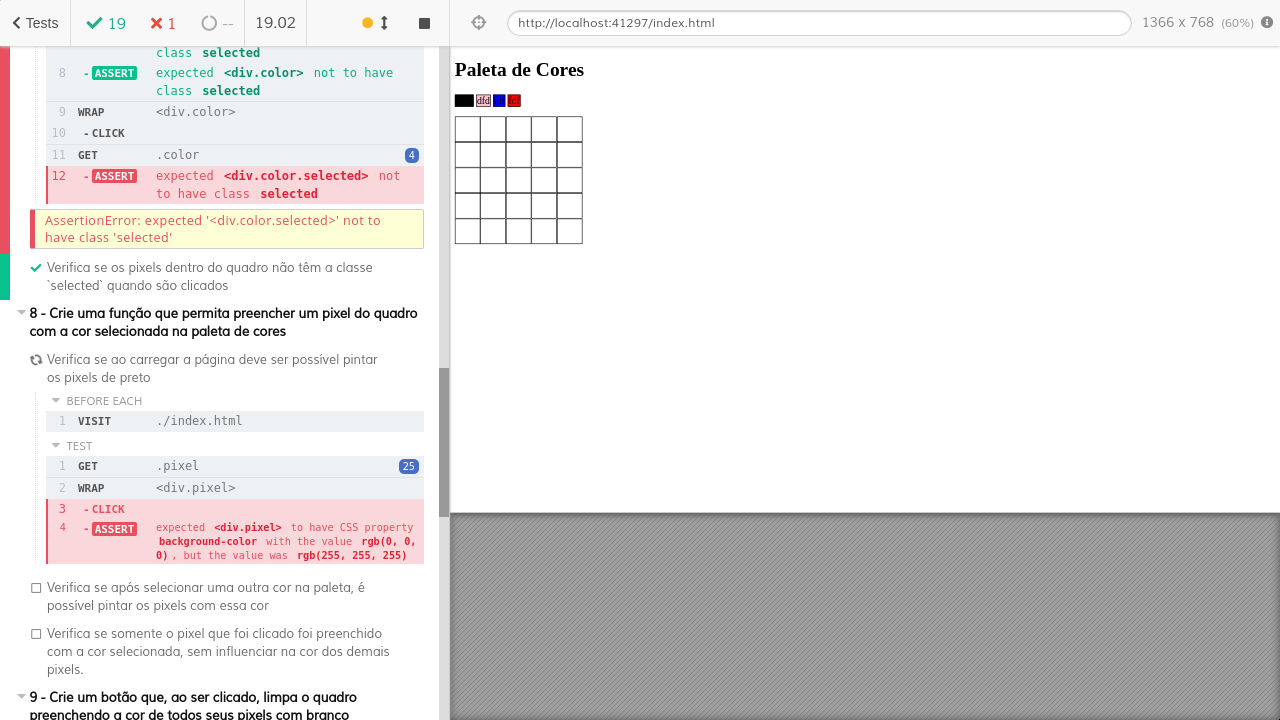 Tests 19 1 -- 19.02 http://localhost:41297/index.html 1366 x 768 (60%)
class selected
8 - ASSERT expected <div.color> not to have
class selected
9 WRAP <div.color>
10 - CLICK
11 GET .color 4
12 - ASSERT expected <div.color.selected> not
to have class selected
AssertionError: expected '<div.color.selected>' not to
have class 'selected'
Verifica se os pixels dentro do quadro não têm a classe
`selected` quando são clicados
8 - Crie uma função que permita preencher um pixel do quadro
com a cor selecionada na paleta de cores
Verifica se ao carregar a página deve ser possível pintar
os pixels de preto
BEFORE EACH
1 VISIT ./index.html
TEST
1 GET .pixel 25
2 WRAP <div.pixel>
3 - CLICK
4 - ASSERT expected <div.pixel> to have CSS property
background-color with the value rgb(0, 0,
0) , but the value was rgb(255, 255, 255)
Verifica se após selecionar uma outra cor na paleta, é
possível pintar os pixels com essa cor
Verifica se somente o pixel que foi clicado foi preenchido
com a cor selecionada, sem influenciar na cor dos demais
pixels.
9 - Crie um botão que, ao ser clicado, limpa o quadro
preenchendo a cor de todos seus pixels com branco
Paleta de Cores
dfd